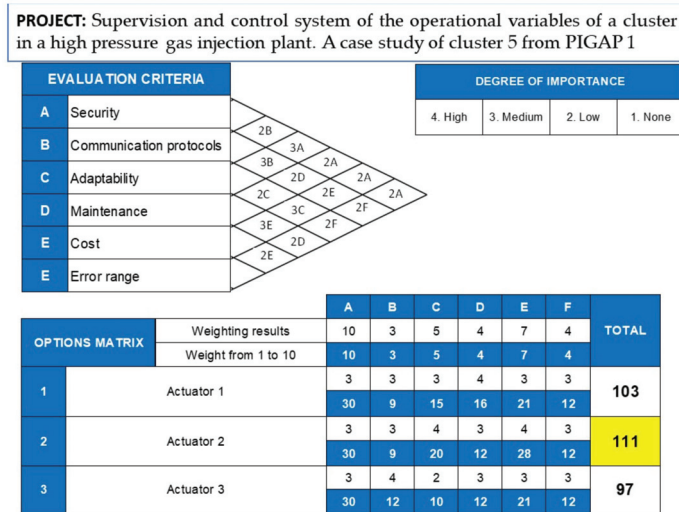 PROJECT: Supervision and control system of the operational variables of a cluster
in a high pressure gas injection plant. A case study of cluster 5 from PIGAP 1
EVALUATION CRITERIA
A Security
B Communication protocols
C Adaptability
D Maintenance
E Cost
E Error range
2B
3A
3B 2A
2D 2A
2C 2E 2A
3C 2F
3E 2F
2D
2E
DEGREE OF IMPORTANCE
4. High 3. Medium 2. Low 1. None
OPTIONS MATRIX
A B C D E F TOTAL
Weighting results 10 3 5 4 7 4
Weight from 1 to 10 10 3 5 4 7 4
1 Actuator 1 103
3 3 3 4 3 3
30 9 15 16 21 12
2 Actuator 2 111
3 3 4 3 4 3
30 9 20 12 28 12
3 Actuator 3 97
3 4 2 3 3 3
30 12 10 12 21 12